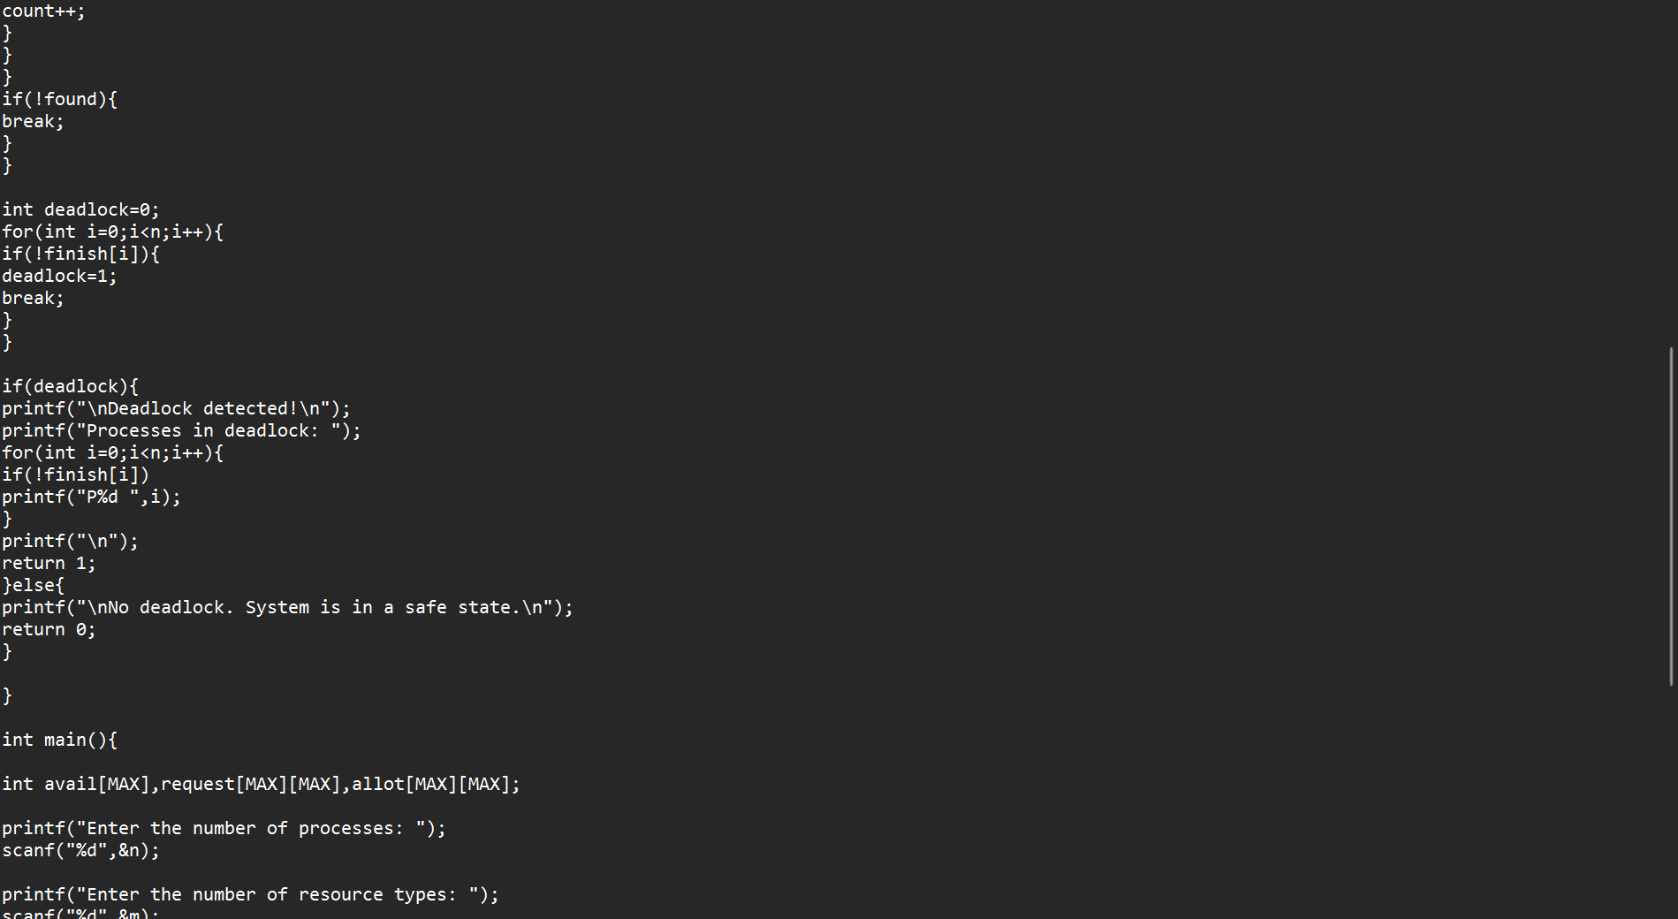 count++;
}
}
}
if(!found){
break;
}
}
int deadlock=0;
for(int i=0;i<n;i++){
if(!finish[i]){
deadlock=1;
break;
}
}
if(deadlock){
printf("\nDeadlock detected!\n");
printf("Processes in deadlock: ");
for(int i=0;i<n;i++){
if(!finish[i])
printf("P%d ",i);
}
printf("\n");
return 1;
}else{
printf("\nNo deadlock. System is in a safe state.\n");
return 0;
}
}
int main(){
int avail[MAX],request[MAX][MAX],allot[MAX][MAX];
printf("Enter the number of processes: ");
scanf("%d",&n);
printf("Enter the number of resource types: ");
scanf("%d",&m);